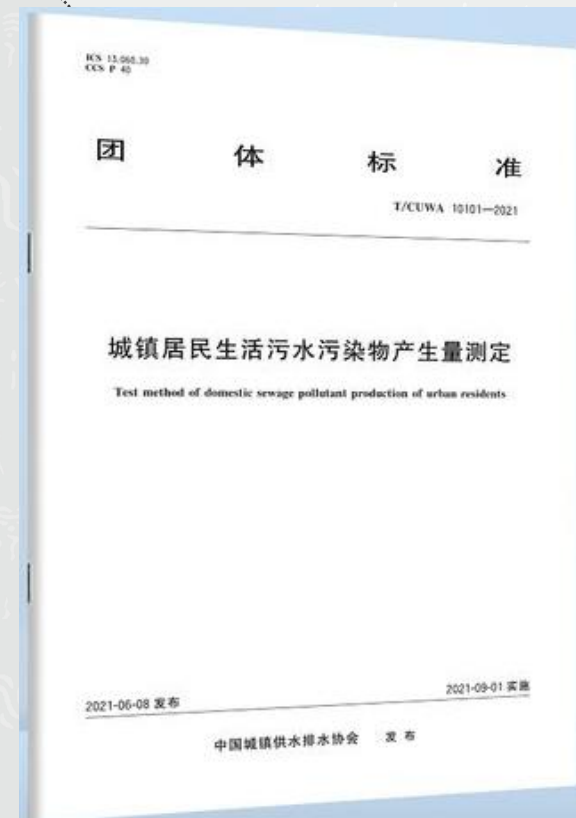 ICS 13.060.30
CCS P 40
团体标准
T/CUWA 10101—2021
城镇居民生活污水污染物产生量测定
Test method of domestic sewage pollutant production of urban residents
2021-06-08 发布
2021-09-01 实施
中国城镇供水排水协会 发布